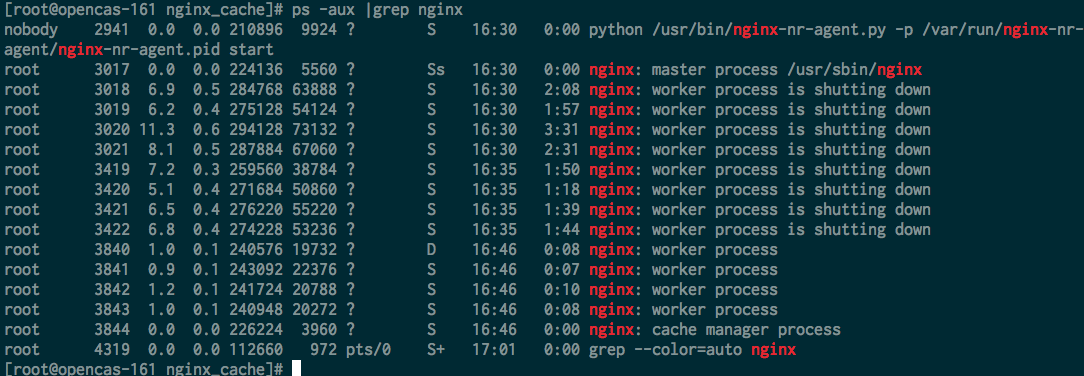 [root@opencas-161 nginx_cache]# ps -aux |grep nginx
nobody    2941  0.0  0.0 210896  9924 ?        S    16:30   0:00 python /usr/bin/nginx-nr-agent.py -p /var/run/nginx-nr-
agent/nginx-nr-agent.pid start
root      3017  0.0  0.0 224136  5560 ?        Ss   16:30   0:00 nginx: master process /usr/sbin/nginx
root      3018  6.9  0.5 284768 63888 ?        S    16:30   2:08 nginx: worker process is shutting down
root      3019  6.2  0.4 275128 54124 ?        S    16:30   1:57 nginx: worker process is shutting down
root      3020 11.3  0.6 294128 73132 ?        S    16:30   3:31 nginx: worker process is shutting down
root      3021  8.1  0.5 287884 67060 ?        S    16:30   2:31 nginx: worker process is shutting down
root      3419  7.2  0.3 259560 38784 ?        S    16:35   1:50 nginx: worker process is shutting down
root      3420  5.1  0.4 271684 50860 ?        S    16:35   1:18 nginx: worker process is shutting down
root      3421  6.5  0.4 276220 55220 ?        S    16:35   1:39 nginx: worker process is shutting down
root      3422  6.8  0.4 274228 53236 ?        S    16:35   1:44 nginx: worker process is shutting down
root      3840  1.0  0.1 240576 19732 ?        D    16:46   0:08 nginx: worker process
root      3841  0.9  0.1 243092 22376 ?        S    16:46   0:07 nginx: worker process
root      3842  1.2  0.1 241724 20788 ?        S    16:46   0:10 nginx: worker process
root      3843  1.0  0.1 240948 20272 ?        S    16:46   0:08 nginx: worker process
root      3844  0.0  0.0 226224  3960 ?        S    16:46   0:00 nginx: cache manager process
root      4319  0.0  0.0 112660   972 pts/0    S+   17:01   0:00 grep --color=auto nginx
[root@opencas-161 nginx_cache]#